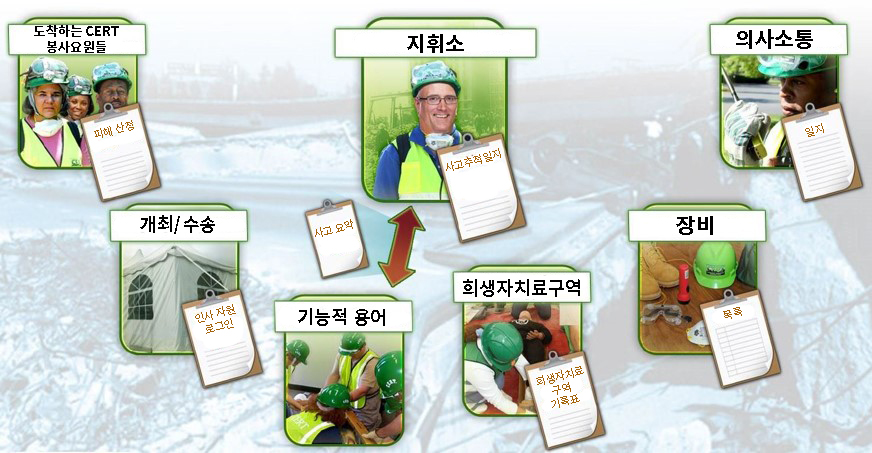 도착하는 CERT
봉사요원들
피해 산정
지휘소
사고추적일지
의사소통
일지
개최/수송
인사 자원
로그인
사고 요약
기능적 용어
희생자치료구역
희생자치료
구역
기록표
장비
목록